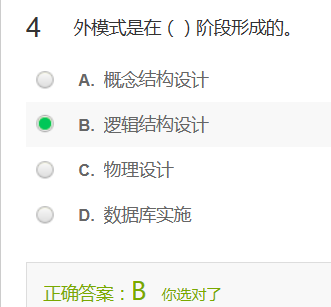 4 外模式是在（ ）阶段形成的。
A. 概念结构设计
B. 逻辑结构设计
C. 物理设计
D. 数据库实施
正确答案：B 你选对了